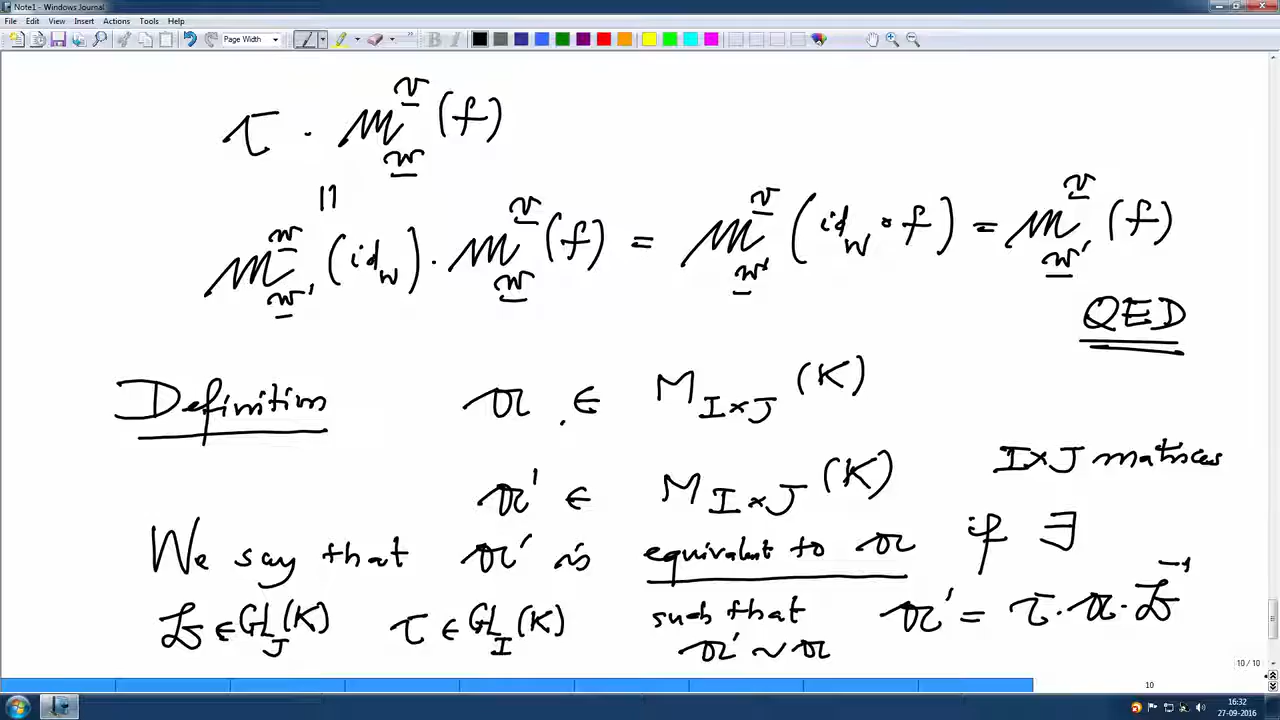 Note1 - Windows Journal
File Edit View Insert Actions Tools Help
Page Width
τ · 𝔐^v_w (f)
||
𝔐^w_w' (id_W) · 𝔐^v_w (f) = 𝔐^v_w' (id_W ∘ f) = 𝔐^v_w' (f)
QED
Definition 𝔄 ∈ M_I×J (K)
I×J matrices
𝔄' ∈ M_I×J (K)
We say that 𝔄' is equivalent to 𝔄 if ∃
𝔏 ∈ GL_J (K) τ ∈ GL_I (K) such that 𝔄' = τ · 𝔄 · 𝔏^-1
𝔄' ~ 𝔄
10 / 10
10
16:32
27-09-2016